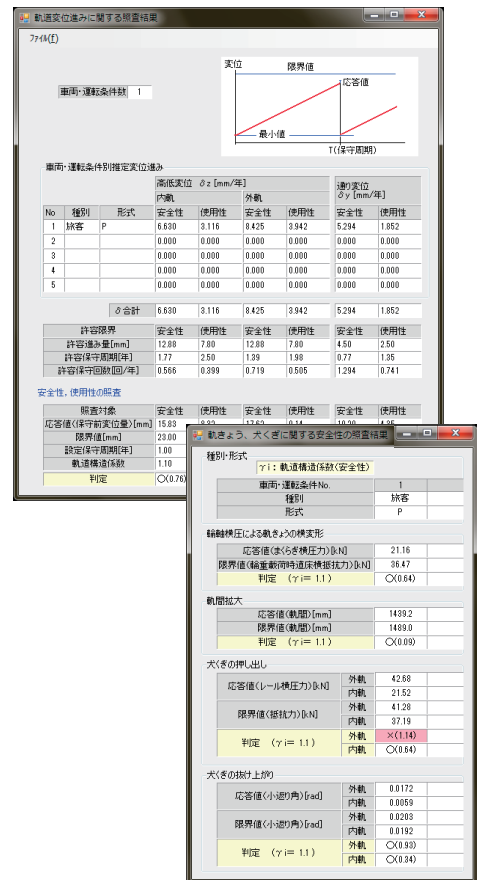 軌道変位進みに関する照査結果
ファイル(f)
変位
限界値
応答値
最小値
T(保守周期)
車両・運転条件数 1
車両・運転条件別推定変位進み
高低変位 δz [mm/年] 通り変位 δy [mm/年]
内軌 外軌
No 種別 形式 安全性 使用性 安全性 使用性 安全性 使用性
1 旅客 P 6.630 3.116 8.425 3.942 5.294 1.852
2 0.000 0.000 0.000 0.000 0.000 0.000
3 0.000 0.000 0.000 0.000 0.000 0.000
4 0.000 0.000 0.000 0.000 0.000 0.000
5 0.000 0.000 0.000 0.000 0.000 0.000
δ合計 6.630 3.116 8.425 3.942 5.294 1.852
許容限界 安全性 使用性 安全性 使用性 安全性 使用性
許容進み量[mm] 12.88 7.80 12.88 7.80 4.50 2.50
許容保守周期[年] 1.77 2.50 1.39 1.98 0.77 1.35
許容保守回数[回/年] 0.566 0.399 0.719 0.505 1.294 0.741
安全性,使用性の照査
照査対象 安全性 使用性 安全性 使用性 安全性 使用性
応答値(保守前変位量)[mm] 15.83
限界値[mm] 23.00
設定保守周期[年] 1.00
軌道構造係数 1.10
判定 ○(0.76)
軌きょう、犬くぎに関する安全性の照査結果
種別・形式
γi:軌道構造係数(安全性)
車両・運転条件No. 1
種別 旅客
形式 P
輪軸横圧による軌きょうの横変形
応答値(まくらぎ横圧力)[kN] 21.16
限界値(輪重載荷時道床横抵抗力)[kN] 36.47
判定 (γi= 1.1) ○(0.64)
軌間拡大
応答値(軌間)[mm] 1439.2
限界値(軌間)[mm] 1489.0
判定 (γi= 1.1) ○(0.09)
犬くぎの押し出し
応答値(レール横圧力)[kN] 外軌 42.68
内軌 21.52
限界値(抵抗力)[kN] 外軌 41.28
内軌 37.19
判定 (γi= 1.1) 外軌 ×(1.14)
内軌 ○(0.64)
犬くぎの抜け上がり
応答値(小返り角)[rad] 外軌 0.0172
内軌 0.0059
限界値(小返り角)[rad] 外軌 0.0203
内軌 0.0192
判定 (γi= 1.1) 外軌 ○(0.93)
内軌 ○(0.34)